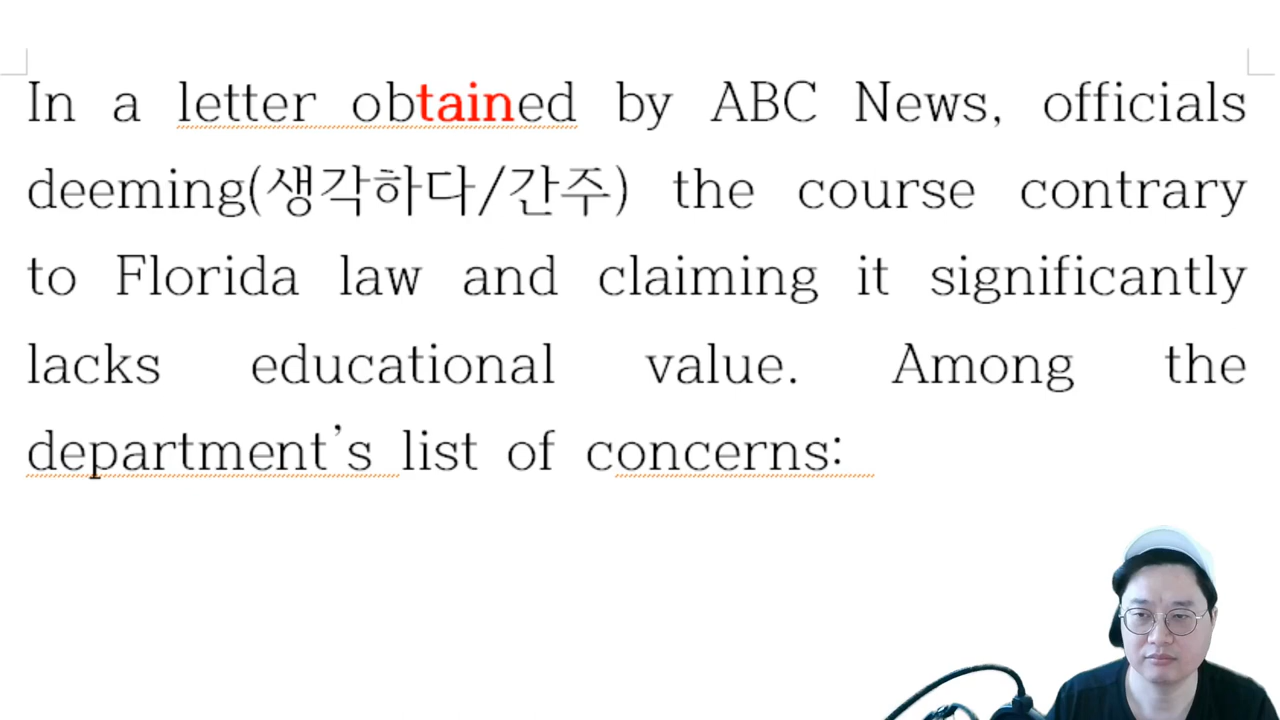 In a letter obtained by ABC News, officials
deeming(생각하다/간주) the course contrary
to Florida law and claiming it significantly
lacks educational value. Among the
department's list of concerns: